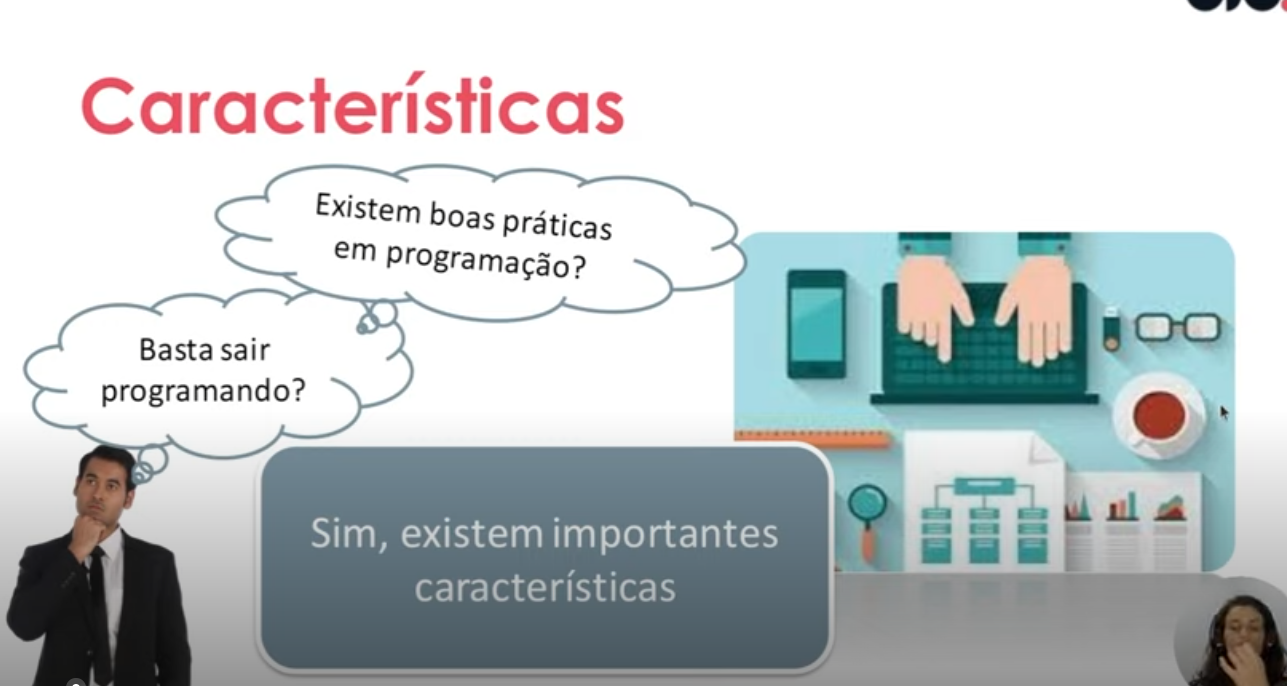 Características
Existem boas práticas
em programação?
Basta sair
programando?
Sim, existem importantes
características